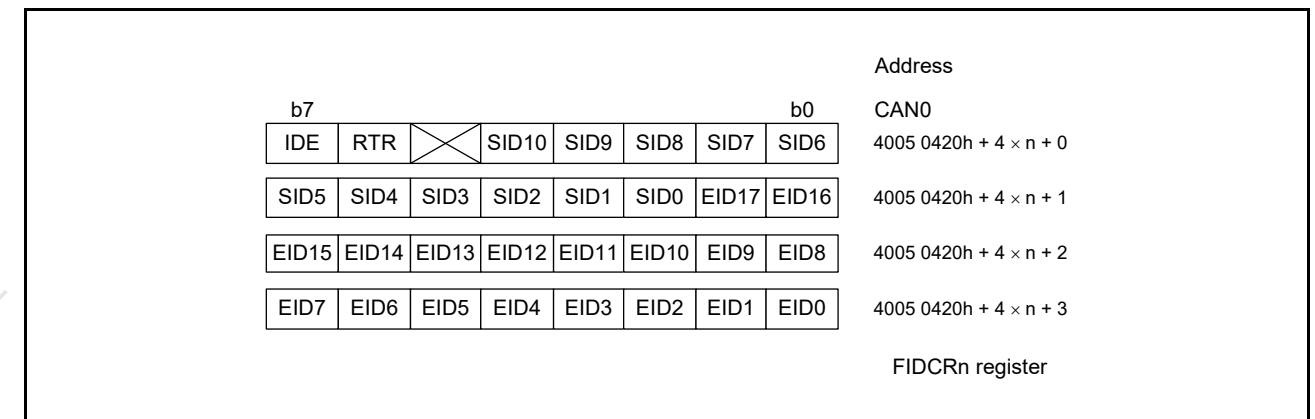 Address
b7 b0 CAN0
IDE RTR SID10 SID9 SID8 SID7 SID6 4005 0420h + 4 × n + 0
SID5 SID4 SID3 SID2 SID1 SID0 EID17 EID16 4005 0420h + 4 × n + 1
EID15 EID14 EID13 EID12 EID11 EID10 EID9 EID8 4005 0420h + 4 × n + 2
EID7 EID6 EID5 EID4 EID3 EID2 EID1 EID0 4005 0420h + 4 × n + 3
FIDCRn register